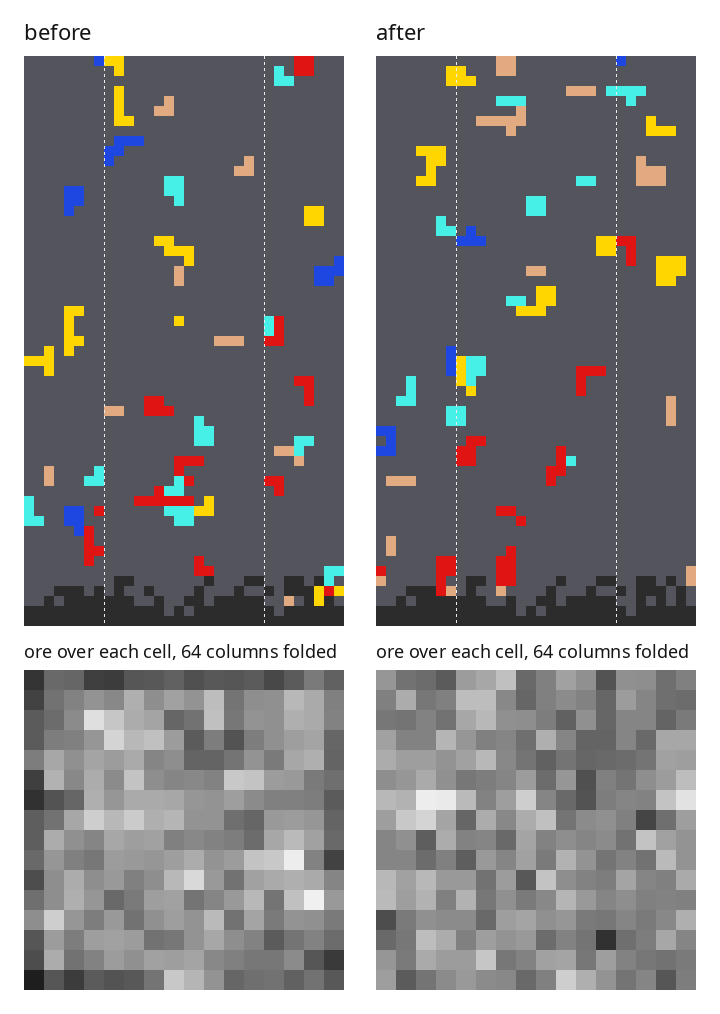 before
after
ore over each cell, 64 columns folded
ore over each cell, 64 columns folded